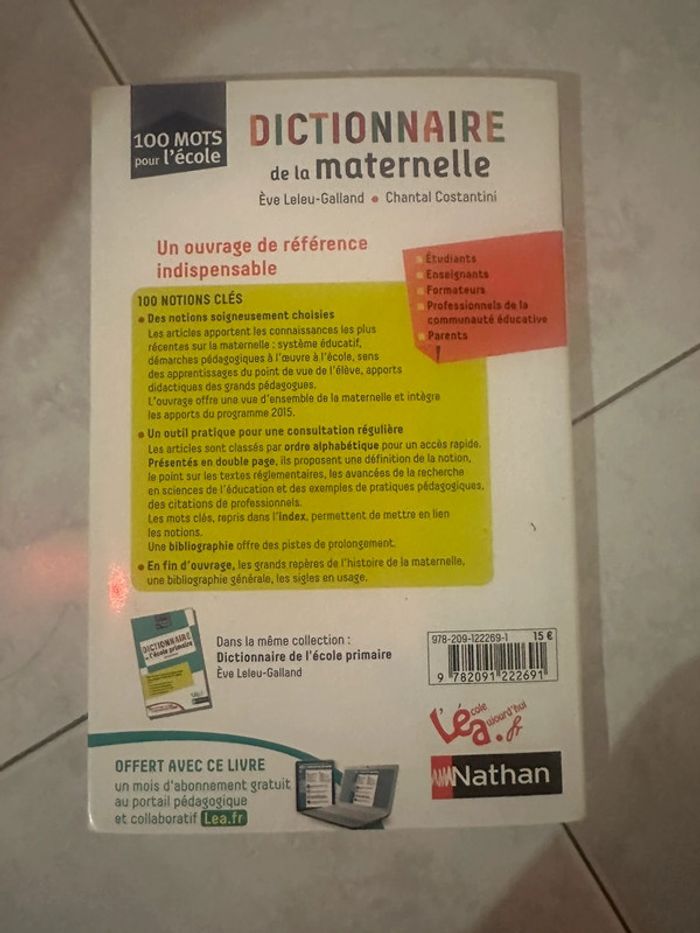 100 MOTS
pour l'école
DICTIONNAIRE
de la maternelle
Ève Leleu-Galland • Chantal Costantini
Un ouvrage de référence
indispensable
Étudiants
Enseignants
Formateurs
Professionnels de la
communauté éducative
Parents
100 NOTIONS CLÉS
• Des notions soigneusement choisies
Les articles apportent les connaissances les plus
récentes sur la maternelle : système éducatif,
démarches pédagogiques à l'œuvre à l'école, sens
des apprentissages du point de vue de l'élève, apports
didactiques des grands pédagogues.
L'ouvrage offre une vue d'ensemble de la maternelle et intègre
les apports du programme 2015.
• Un outil pratique pour une consultation régulière
Les articles sont classés par ordre alphabétique pour un accès rapide.
Présentés en double page, ils proposent une définition de la notion,
le point sur les textes réglementaires, les avancées de la recherche
en sciences de l'éducation et des exemples de pratiques pédagogiques,
des citations de professionnels.
Les mots clés, repris dans l'index, permettent de mettre en lien
les notions.
Une bibliographie offre des pistes de prolongement.
• En fin d'ouvrage, les grands repères de l'histoire de la maternelle,
une bibliographie générale, les sigles en usage.
DICTIONNAIRE
de l'école primaire
Dans la même collection :
Dictionnaire de l'école primaire
Ève Leleu-Galland
978-209-122269-1 15 €
9 782091 222691
L'école
aujourd'hui
Léa.fr
Nathan
OFFERT AVEC CE LIVRE
un mois d'abonnement gratuit
au portail pédagogique
et collaboratif Lea.fr